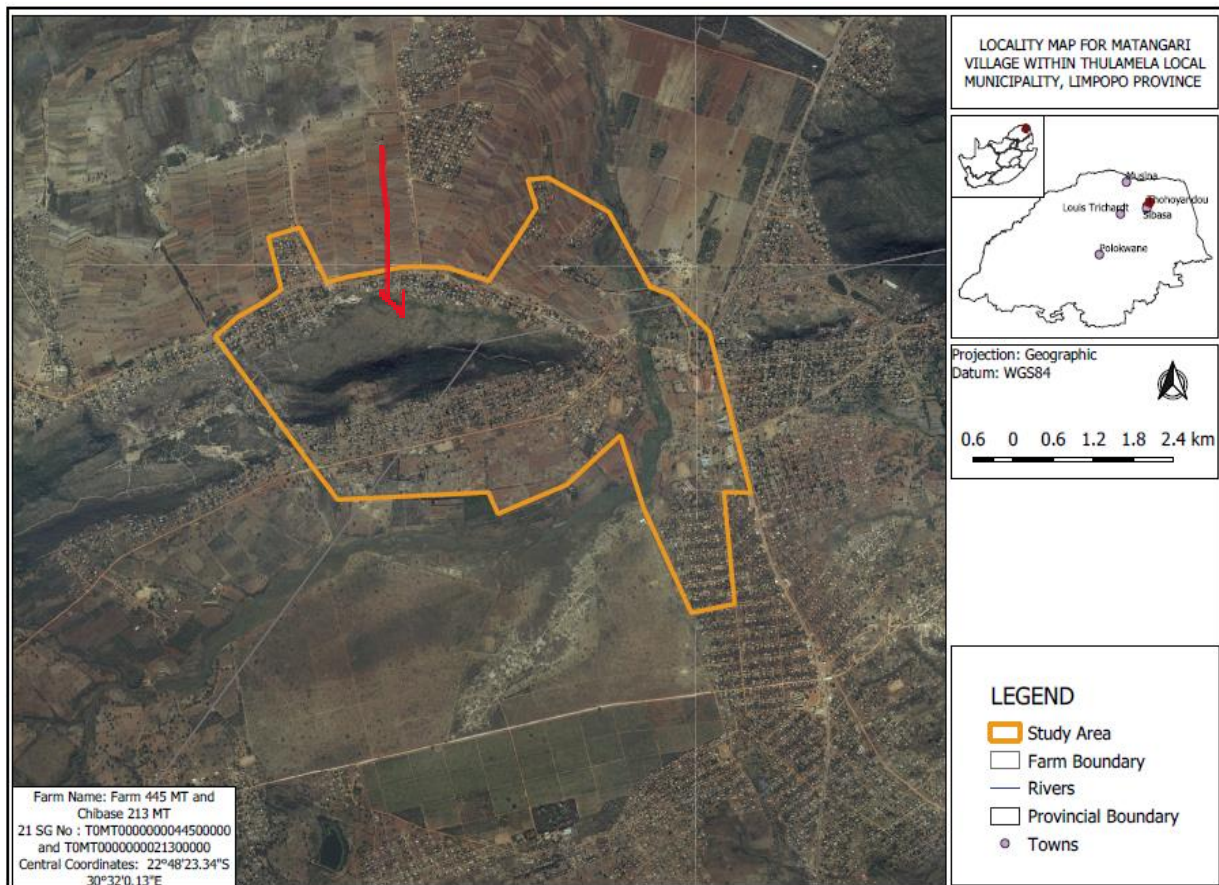 LOCALITY MAP FOR MATANGARI
VILLAGE WITHIN THULAMELA LOCAL
MUNICIPALITY, LIMPOPO PROVINCE
Musina
Thohoyandou
Louis Trichardt
Sibasa
Polokwane
Projection: Geographic
Datum: WGS84
0.6 0 0.6 1.2 1.8 2.4 km
LEGEND
Study Area
Farm Boundary
Rivers
Provincial Boundary
Towns
Farm Name: Farm 445 MT and
Chibase 213 MT
21 SG No : T0MT0000000044500000
and T0MT0000000021300000
Central Coordinates: 22°48'23.34"S
30°32'0.13"E